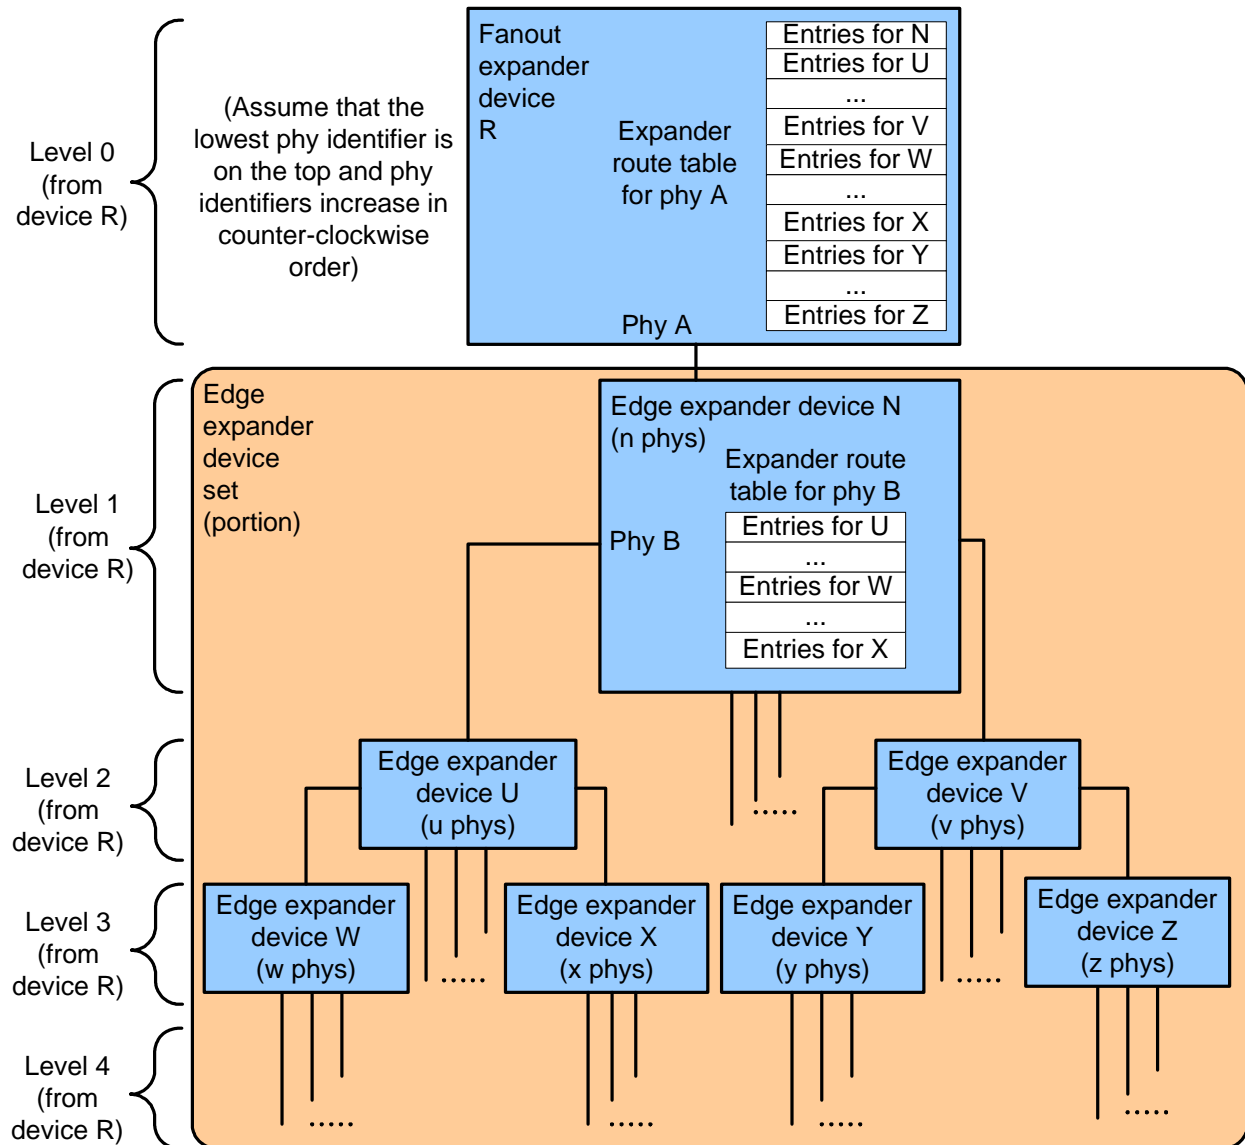 Level 0
(from
device R)
(Assume that the
lowest phy identifier is
on the top and phy
identifiers increase in
counter-clockwise
order)
Fanout
expander
device
R
Expander
route table
for phy A
Entries for N
Entries for U
...
Entries for V
Entries for W
...
Entries for X
Entries for Y
...
Entries for Z
Phy A
Level 1
(from
device R)
Edge
expander
device
set
(portion)
Edge expander device N
(n phys)
Expander route
table for phy B
Phy B
Entries for U
...
Entries for W
...
Entries for X
Level 2
(from
device R)
Edge expander
device U
(u phys)
.....
Edge expander
device V
(v phys)
Level 3
(from
device R)
Edge expander
device W
(w phys)
.....
Edge expander
device X
(x phys)
Edge expander
device Y
(y phys)
.....
Edge expander
device Z
(z phys)
Level 4
(from
device R)
.....
.....
.....
.....